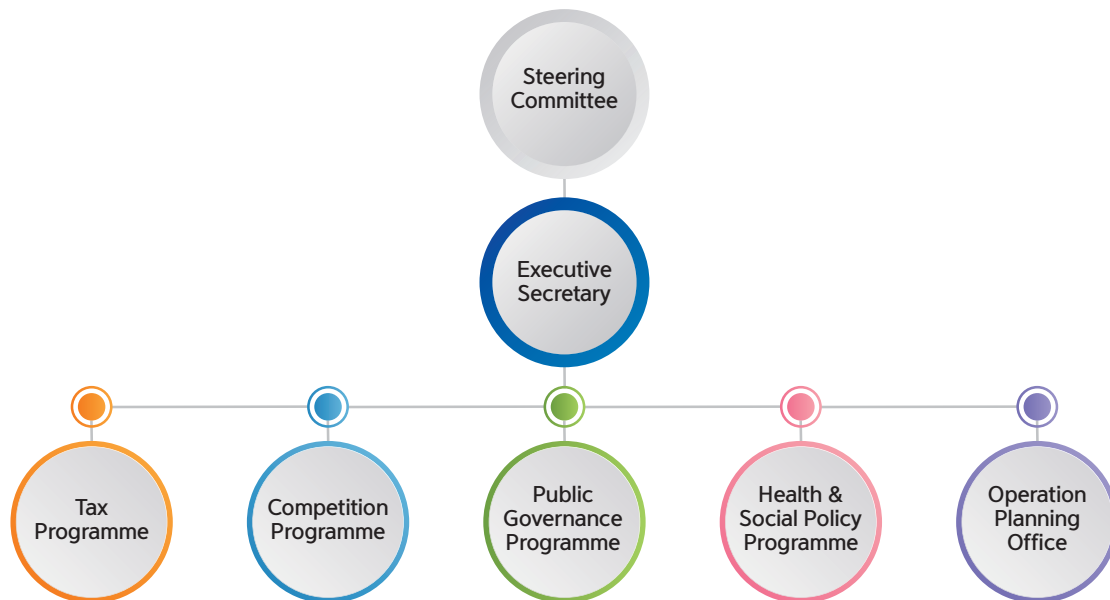 Steering
Committee
Executive
Secretary
Tax
Programme
Competition
Programme
Public
Governance
Programme
Health &
Social Policy
Programme
Operation
Planning
Office